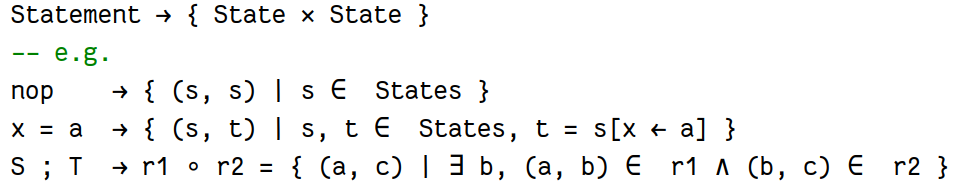 Statement → { State × State }
-- e.g.
nop → { (s, s) | s ∈ States }
x = a → { (s, t) | s, t ∈ States, t = s[x ← a] }
S ; T → r1 ∘ r2 = { (a, c) | ∃ b, (a, b) ∈ r1 ∧ (b, c) ∈ r2 }